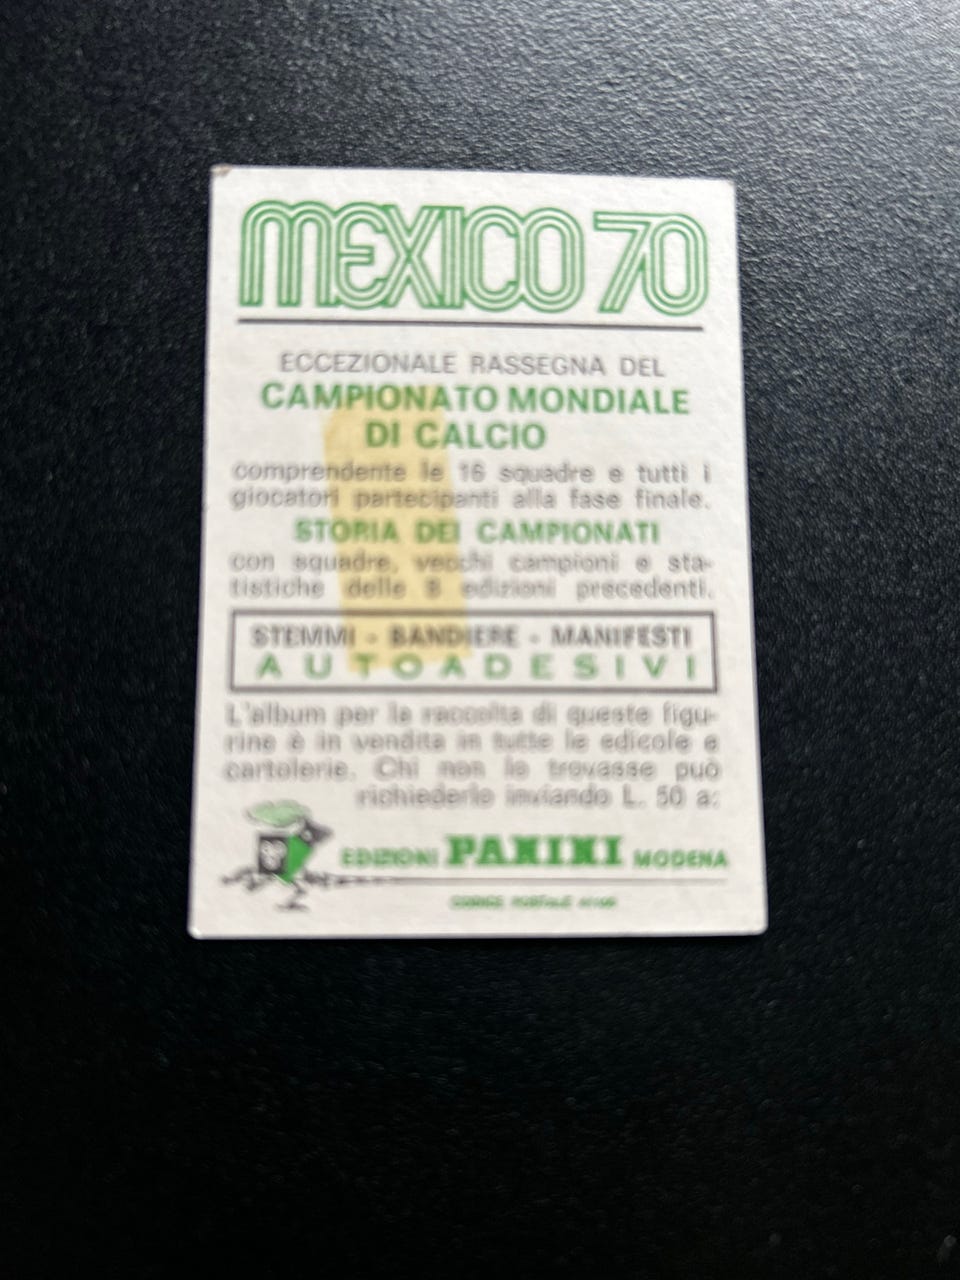 MEXICO 70
ECCEZIONALE RASSEGNA DEL
CAMPIONATO MONDIALE
DI CALCIO
comprendente le 16 squadre e tutti i
giocatori partecipanti alla fase finale.
STORIA DEI CAMPIONATI
con squadre, vecchi campioni e sta-
tistiche delle 8 edizioni precedenti.
STEMMI - BANDIERE - MANIFESTI
AUTOADESIVI
L'album per la raccolta di queste figu-
rine è in vendita in tutte le edicole e
cartolerie. Chi non lo trovasse può
richiederlo inviando L. 50 a:
EDIZIONI PANINI MODENA
CODICE POSTALE 41100